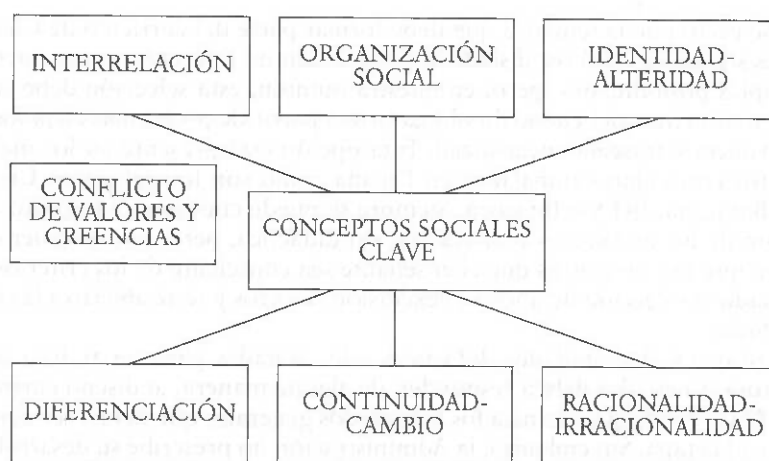 INTERRELACIÓN
ORGANIZACIÓN
SOCIAL
IDENTIDAD-
ALTERIDAD
CONFLICTO
DE VALORES Y
CREENCIAS
CONCEPTOS SOCIALES
CLAVE
DIFERENCIACIÓN
CONTINUIDAD-
CAMBIO
RACIONALIDAD-
IRRACIONALIDAD